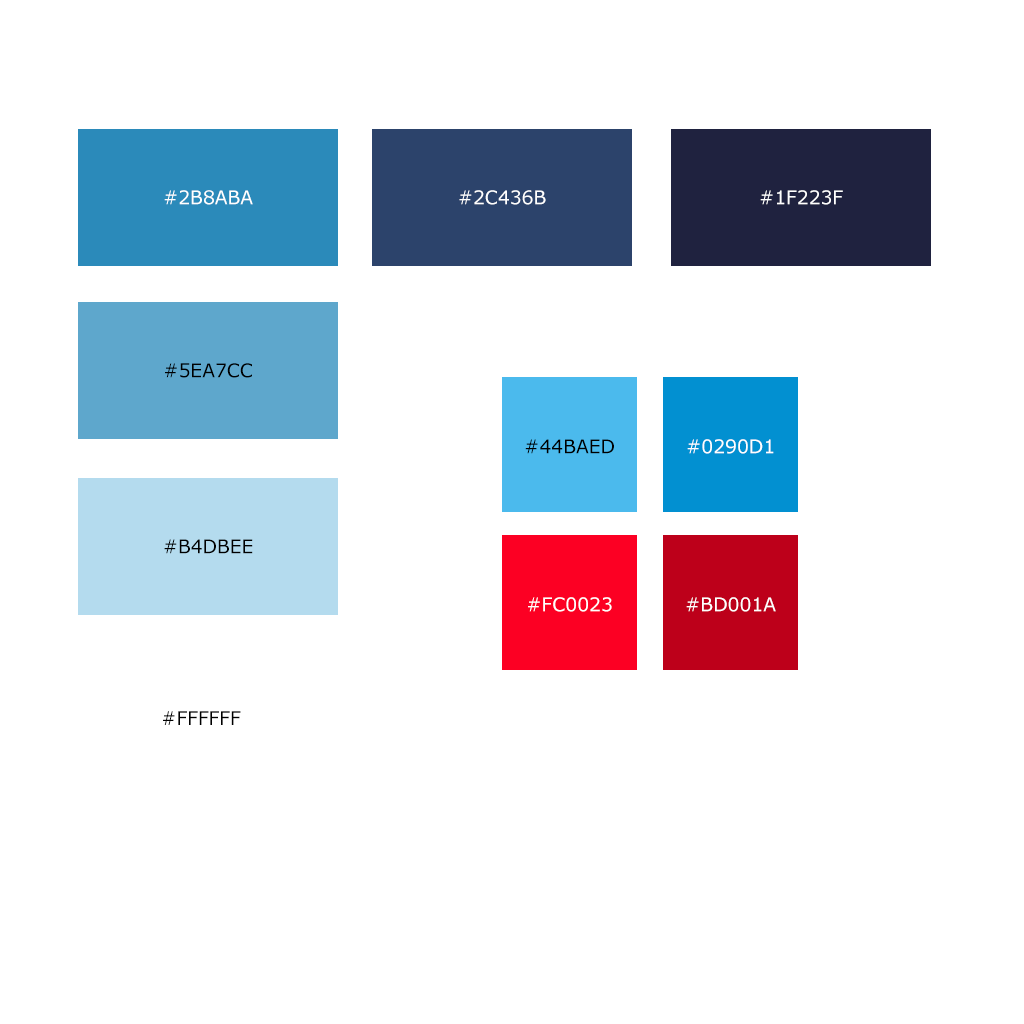 #2B8ABA
#2C436B
#1F223F
#5EA7CC
#44BAED
#0290D1
#B4DBEE
#FC0023
#BD001A
#FFFFFF